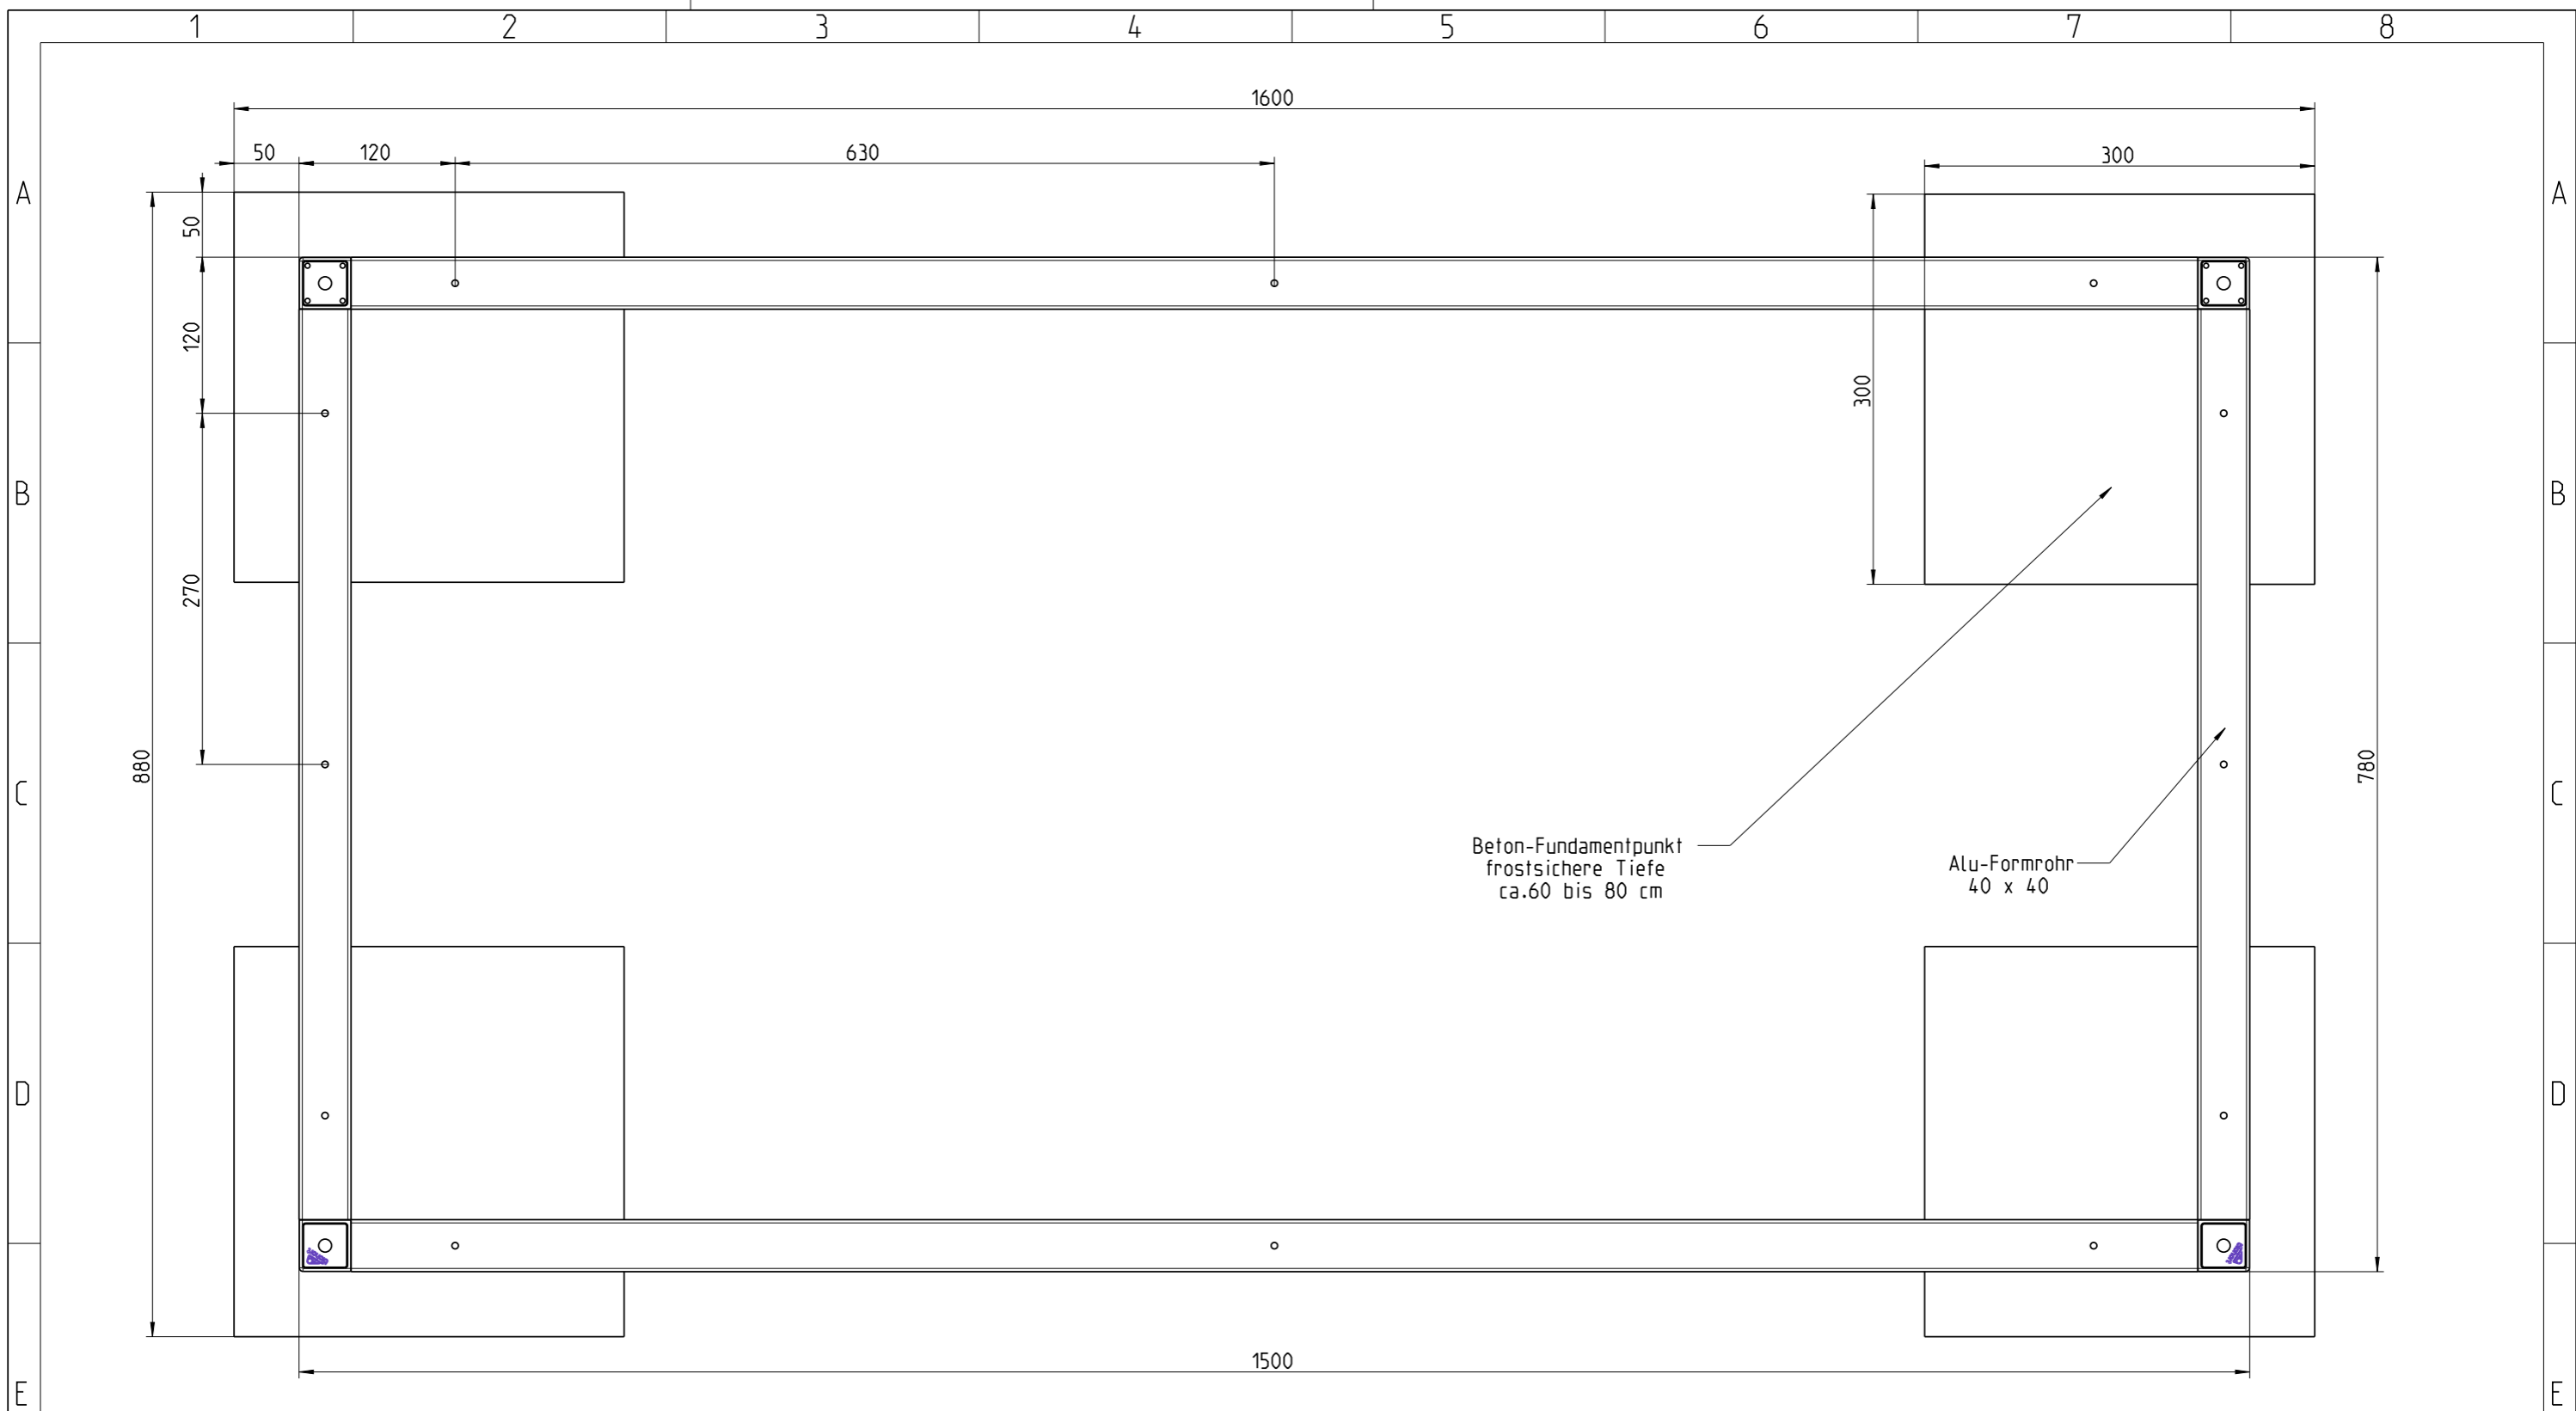 1 2 3 4 5 6 7 8
1600
50 120 630 300
A A
50
120
300
B B
270
880 780
C C
Beton-Fundamentpunkt
frostsichere Tiefe
ca.60 bis 80 cm
Alu-Formrohr
40 x 40
D D
1500
E E